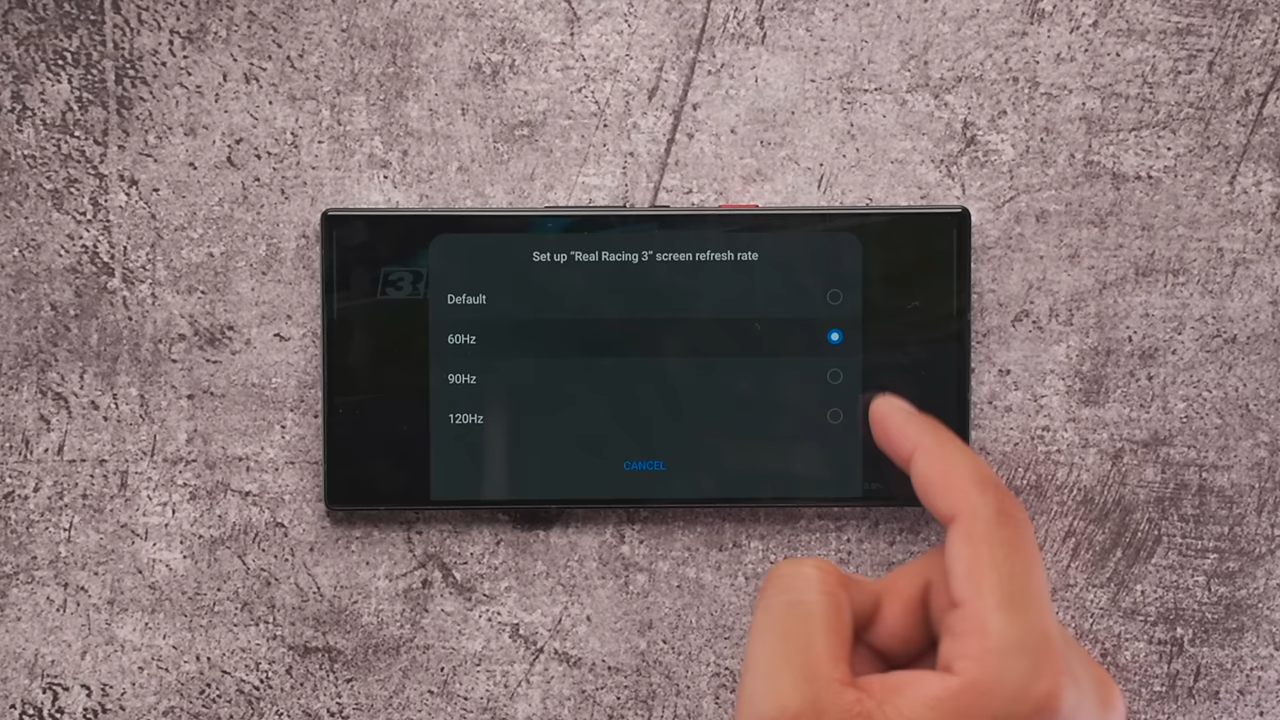 Set up “Real Racing 3” screen refresh rate
Default
60Hz
90Hz
120Hz
CANCEL